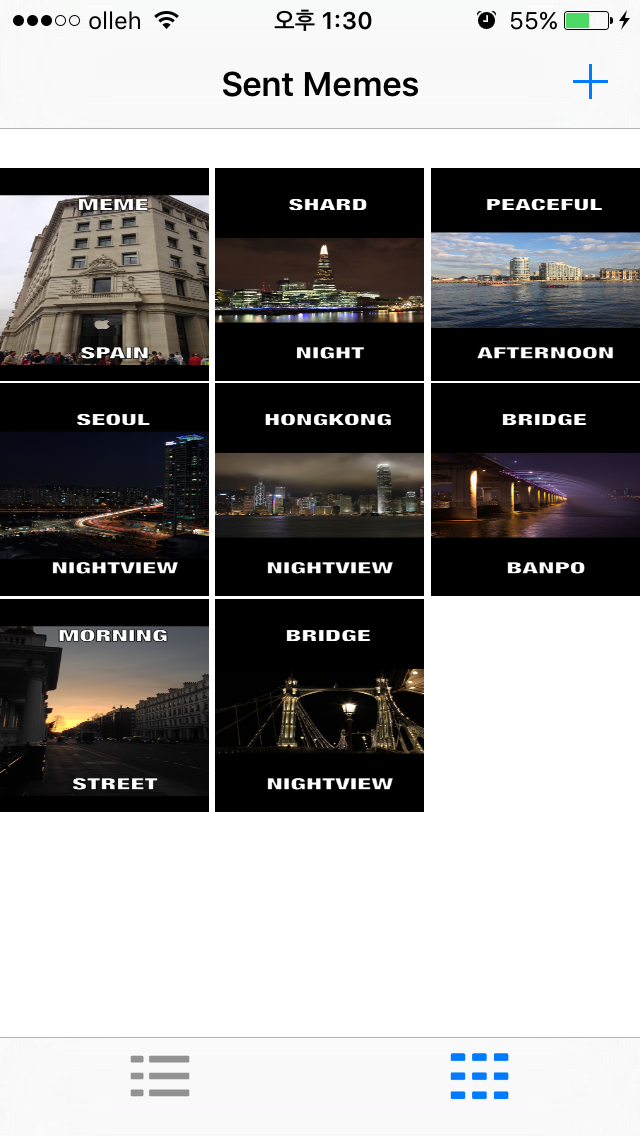 olleh 오후 1:30 55%
Sent Memes
MEME
SPAIN
SHARD
NIGHT
PEACEFUL
AFTERNOON
SEOUL
NIGHTVIEW
HONGKONG
NIGHTVIEW
BRIDGE
BANPO
MORNING
STREET
BRIDGE
NIGHTVIEW